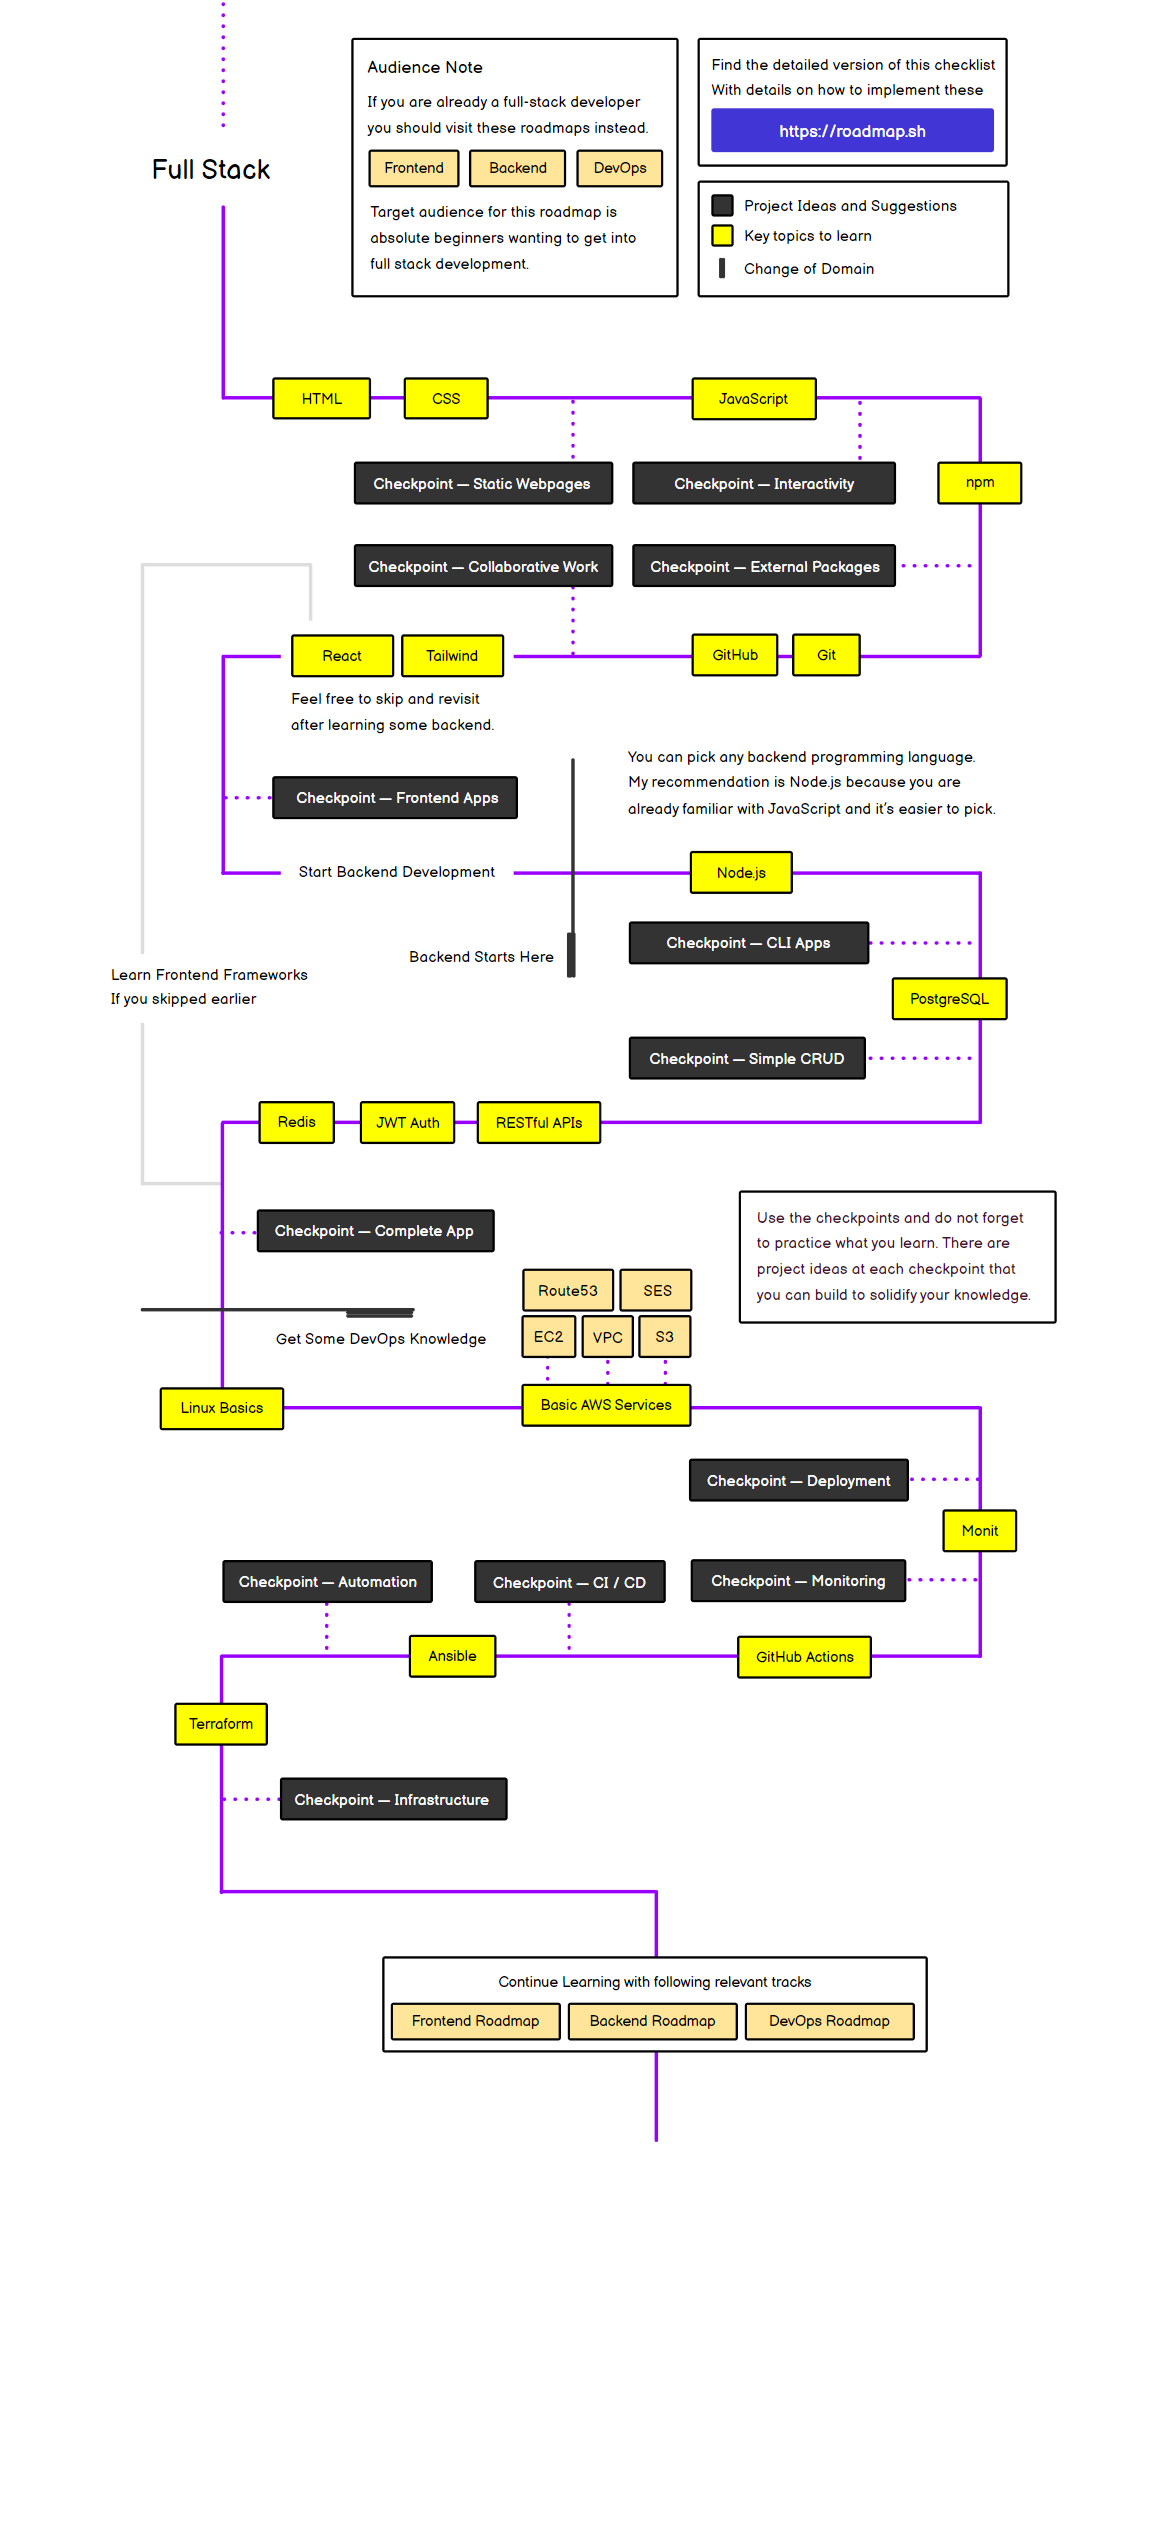 Full Stack
Audience Note
If you are already a full-stack developer
you should visit these roadmaps instead.
Frontend
Backend
DevOps
Target audience for this roadmap is
absolute beginners wanting to get into
full stack development.
Find the detailed version of this checklist
With details on how to implement these
https://roadmap.sh
Project Ideas and Suggestions
Key topics to learn
Change of Domain
HTML
CSS
JavaScript
Checkpoint — Static Webpages
Checkpoint — Interactivity
npm
Checkpoint — Collaborative Work
Checkpoint — External Packages
React
Tailwind
GitHub
Git
Feel free to skip and revisit
after learning some backend.
You can pick any backend programming language.
My recommendation is Node.js because you are
already familiar with JavaScript and it's easier to pick.
Checkpoint — Frontend Apps
Start Backend Development
Node.js
Checkpoint — CLI Apps
Backend Starts Here
Learn Frontend Frameworks
If you skipped earlier
PostgreSQL
Checkpoint — Simple CRUD
Redis
JWT Auth
RESTful APIs
Checkpoint — Complete App
Use the checkpoints and do not forget
to practice what you learn. There are
project ideas at each checkpoint that
you can build to solidify your knowledge.
Route53
SES
EC2
VPC
S3
Get Some DevOps Knowledge
Linux Basics
Basic AWS Services
Checkpoint — Deployment
Monit
Checkpoint — Automation
Checkpoint — CI / CD
Checkpoint — Monitoring
Ansible
GitHub Actions
Terraform
Checkpoint — Infrastructure
Continue Learning with following relevant tracks
Frontend Roadmap
Backend Roadmap
DevOps Roadmap